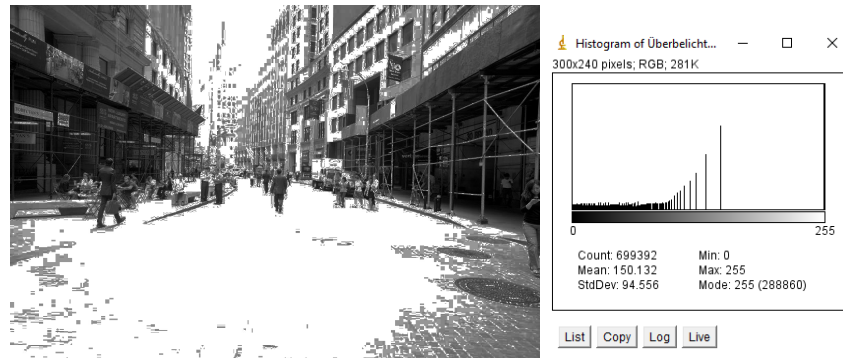 Histogram of Überbelicht...
300x240 pixels; RGB; 281K
0 255
Count: 699392 Min: 0
Mean: 150.132 Max: 255
StdDev: 94.556 Mode: 255 (288860)
List Copy Log Live